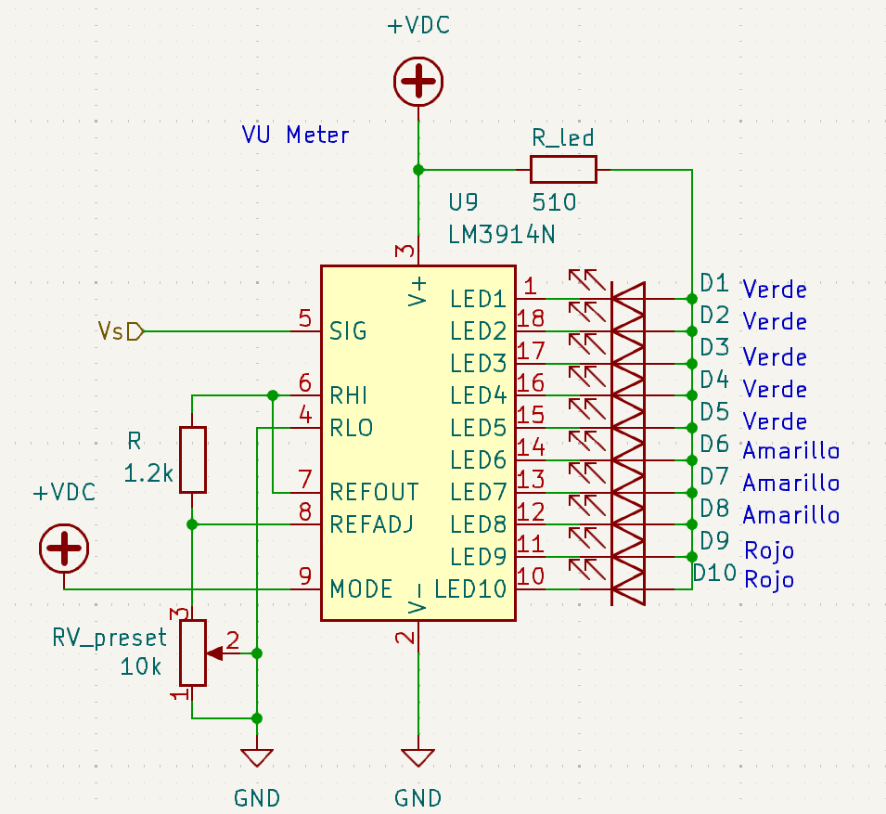 +VDC
VU Meter
R_led
510
U9
LM3914N
3
V+
1
LED1
D1
Verde
18
LED2
D2
Verde
Vs
5
SIG
17
LED3
D3
Verde
6
RHI
16
LED4
D4
Verde
4
RLO
15
LED5
D5
Verde
R
1.2k
14
LED6
D6
Amarillo
7
REFOUT
13
LED7
D7
Amarillo
+VDC
8
REFADJ
12
LED8
D8
Amarillo
11
LED9
D9
Rojo
9
MODE
V-
10
LED10
D10
Rojo
RV_preset
10k
3
2
1
2
GND
GND